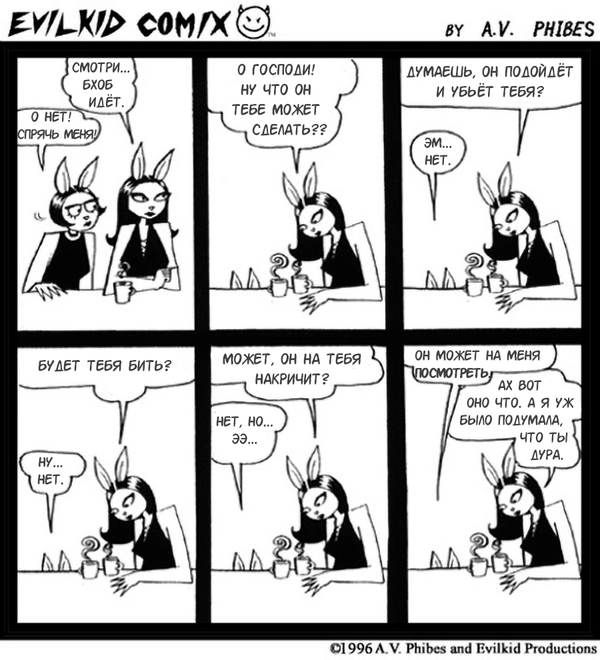 EVILKID COMIX
BY A.V. PHIBES
СМОТРИ...
БХОБ
ИДЁТ.
О НЕТ!
СПРЯЧЬ МЕНЯ!
О ГОСПОДИ!
НУ ЧТО ОН
ТЕБЕ МОЖЕТ
СДЕЛАТЬ??
ДУМАЕШЬ, ОН ПОДОЙДЁТ
И УБЬЁТ ТЕБЯ?
ЭМ...
НЕТ.
БУДЕТ ТЕБЯ БИТЬ?
НУ...
НЕТ.
МОЖЕТ, ОН НА ТЕБЯ
НАКРИЧИТ?
НЕТ, НО...
ЭЭ...
ОН МОЖЕТ НА МЕНЯ
ПОСМОТРЕТЬ.
АХ ВОТ
ОНО ЧТО. А Я УЖ
БЫЛО ПОДУМАЛА,
ЧТО ТЫ
ДУРА.
©1996 A.V. Phibes and Evilkid Productions